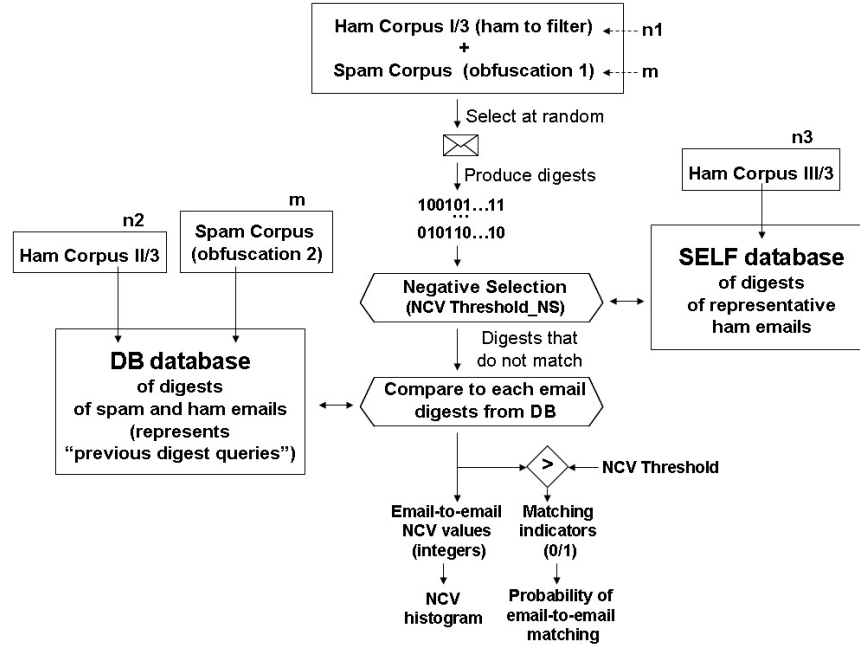 Ham Corpus I/3 (ham to filter)
n1
+
Spam Corpus (obfuscation 1)
m
Select at random
Produce digests
100101…11
...
010110…10
n3
Ham Corpus III/3
n2
Ham Corpus II/3
m
Spam Corpus
(obfuscation 2)
Negative Selection
(NCV Threshold_NS)
SELF database
of digests
of representative
ham emails
Digests that
do not match
DB database
of digests
of spam and ham emails
(represents
“previous digest queries”)
Compare to each email
digests from DB
>
NCV Threshold
Email-to-email
NCV values
(integers)
Matching
indicators
(0/1)
NCV
histogram
Probability of
email-to-email
matching